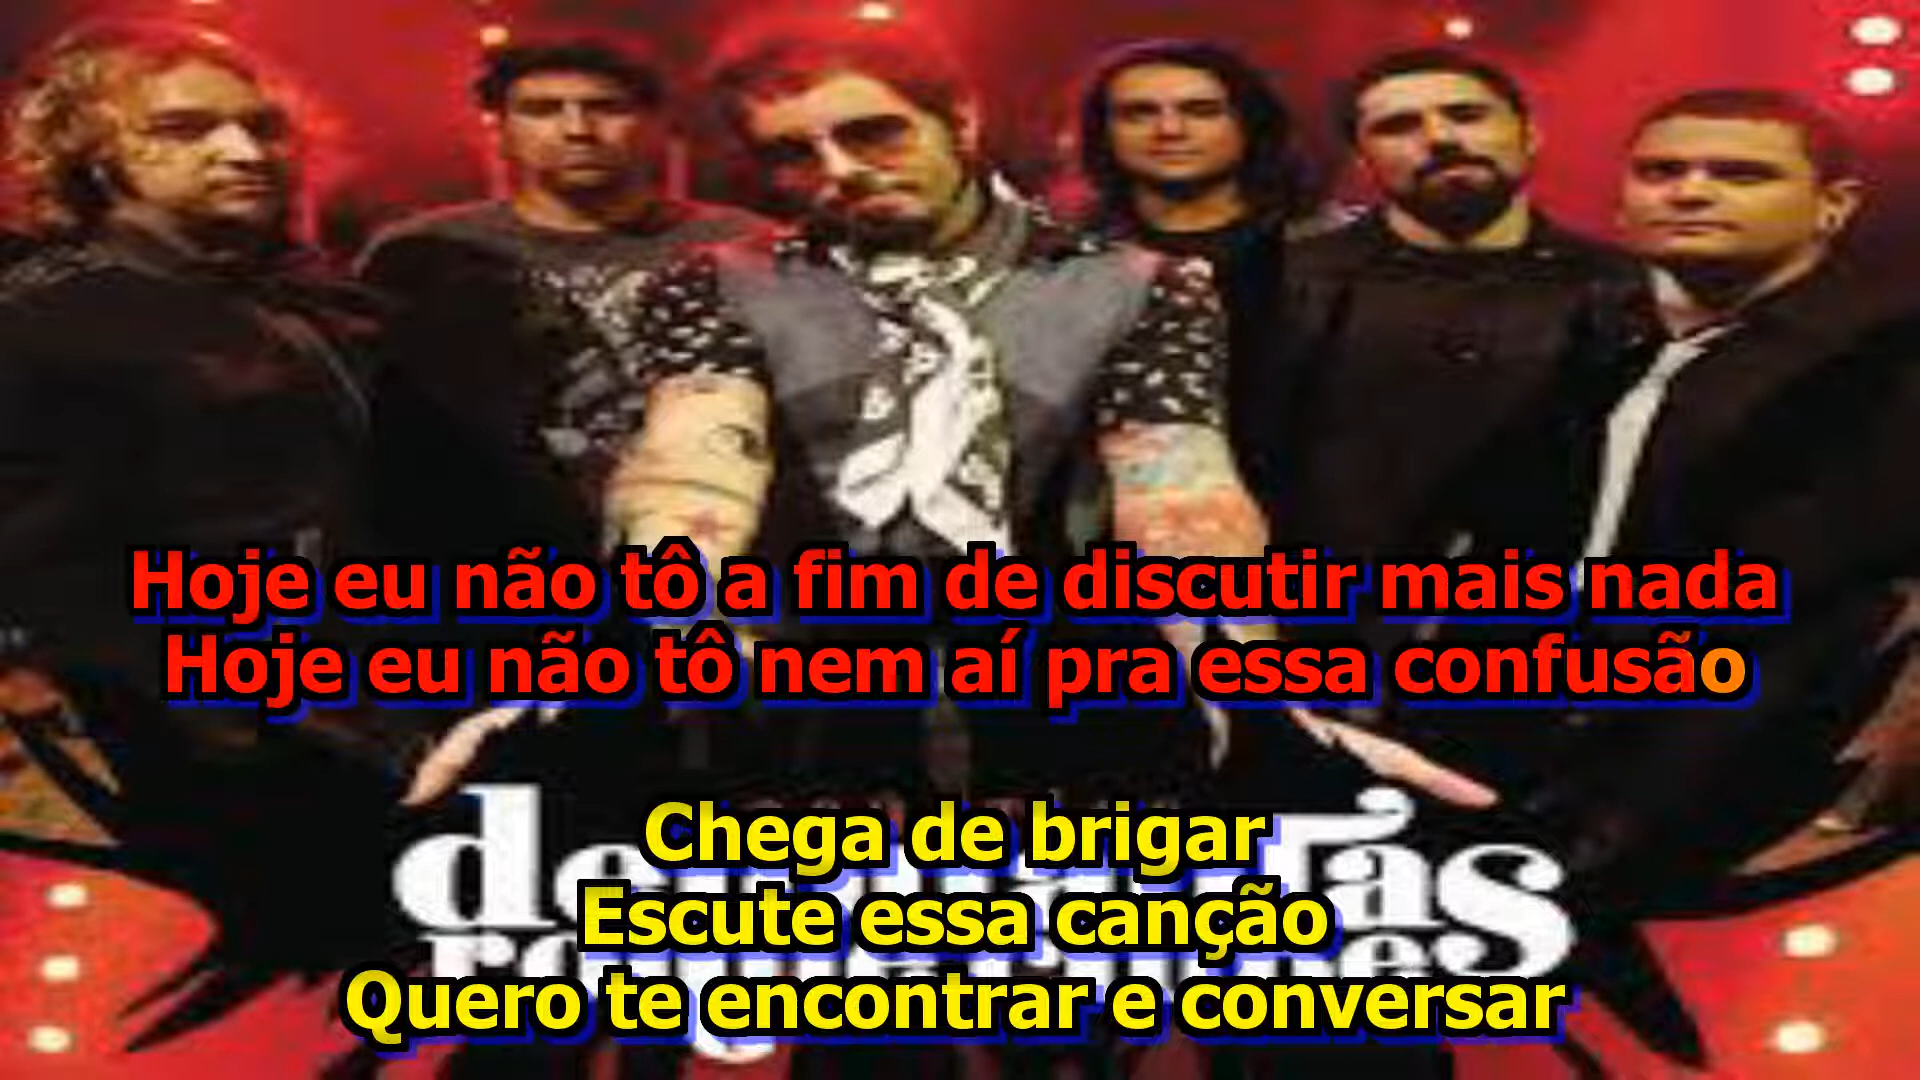 Hoje eu não tô a fim de discutir mais nada
Hoje eu não tô nem aí pra essa confusão
Chega de brigar
Escute essa canção
Quero te encontrar e conversar